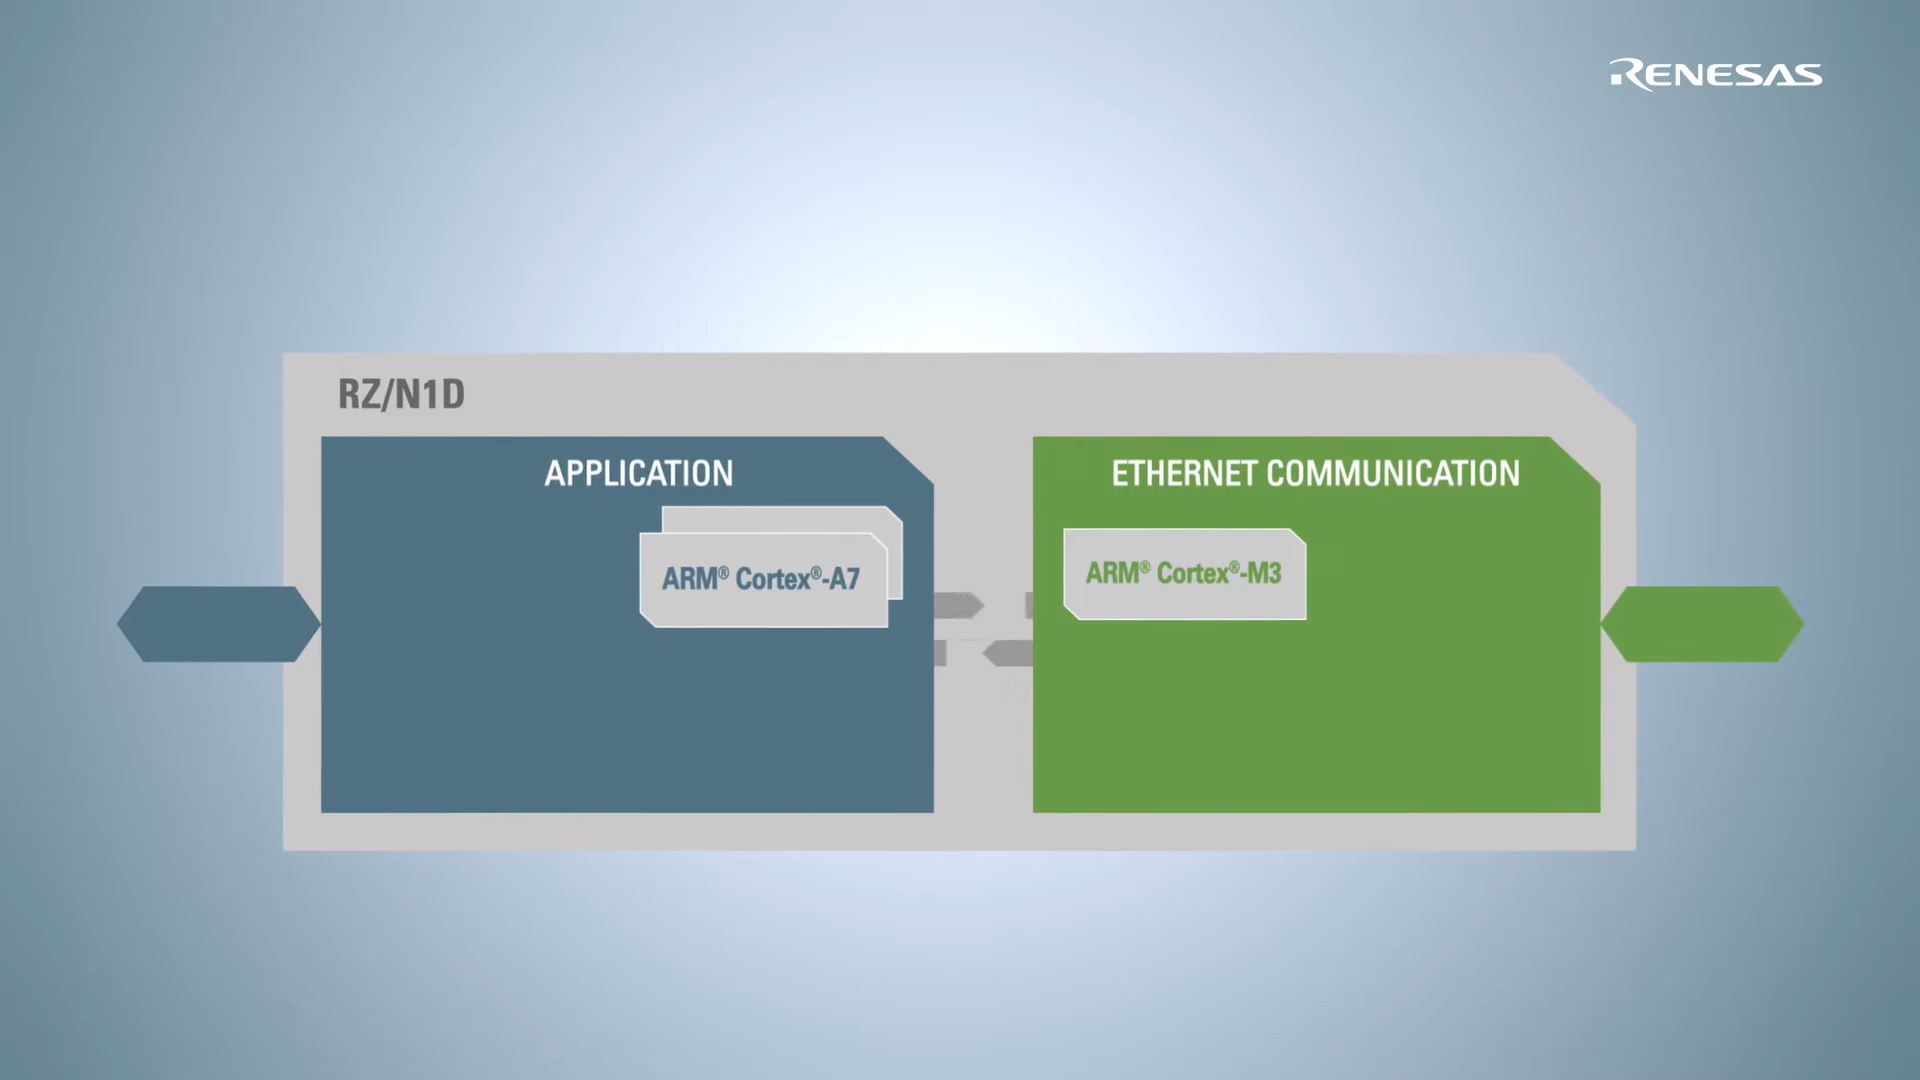 RENESAS
RZ/N1D
APPLICATION
ARM® Cortex®-A7
ETHERNET COMMUNICATION
ARM® Cortex®-M3